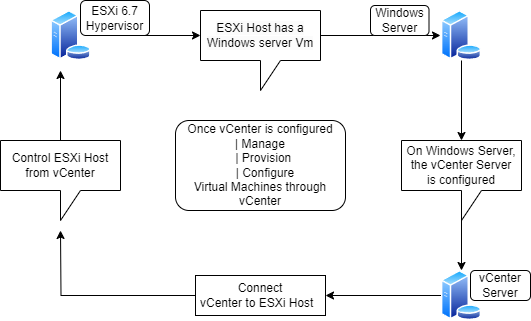 ESXi 6.7
Hypervisor
ESXi Host has a
Windows server Vm
Windows
Server
Once vCenter is configured
| Manage
| Provision
| Configure
Virtual Machines through
vCenter
Control ESXi Host
from vCenter
On Windows Server,
the vCenter Server
is configured
Connect
vCenter to ESXi Host
vCenter
Server